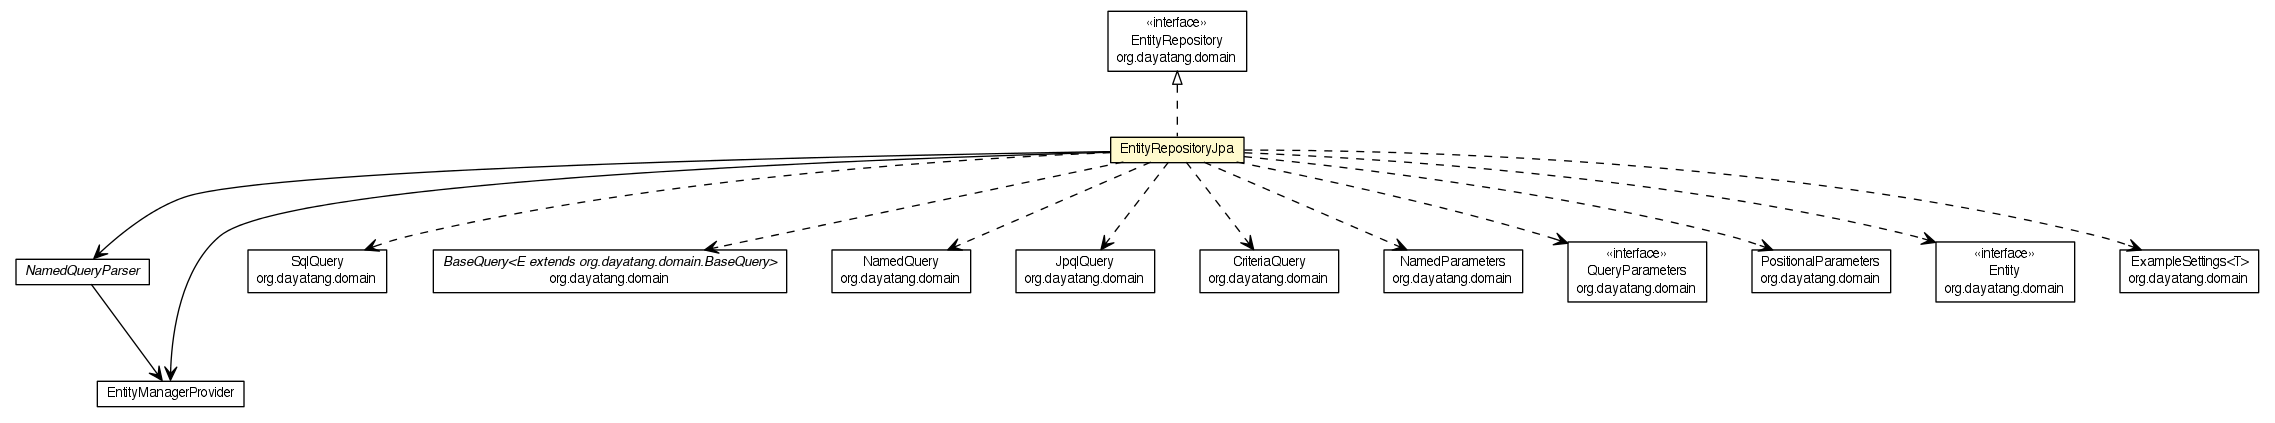 «interface»
EntityRepository
org.dayatang.domain
EntityRepositoryJpa
NamedQueryParser
SqlQuery
org.dayatang.domain
BaseQuery<E extends org.dayatang.domain.BaseQuery>
org.dayatang.domain
NamedQuery
org.dayatang.domain
JpqlQuery
org.dayatang.domain
CriteriaQuery
org.dayatang.domain
NamedParameters
org.dayatang.domain
«interface»
QueryParameters
org.dayatang.domain
PositionalParameters
org.dayatang.domain
«interface»
Entity
org.dayatang.domain
ExampleSettings<T>
org.dayatang.domain
EntityManagerProvider